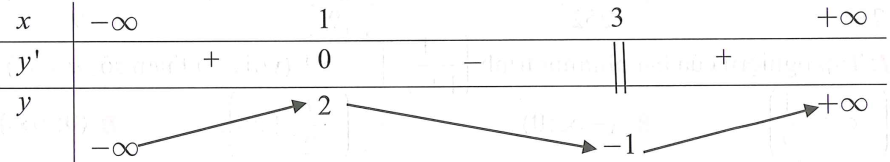 x −∞ 1 3 +∞
y' + 0 − || +
y 2 +∞
−∞ −1